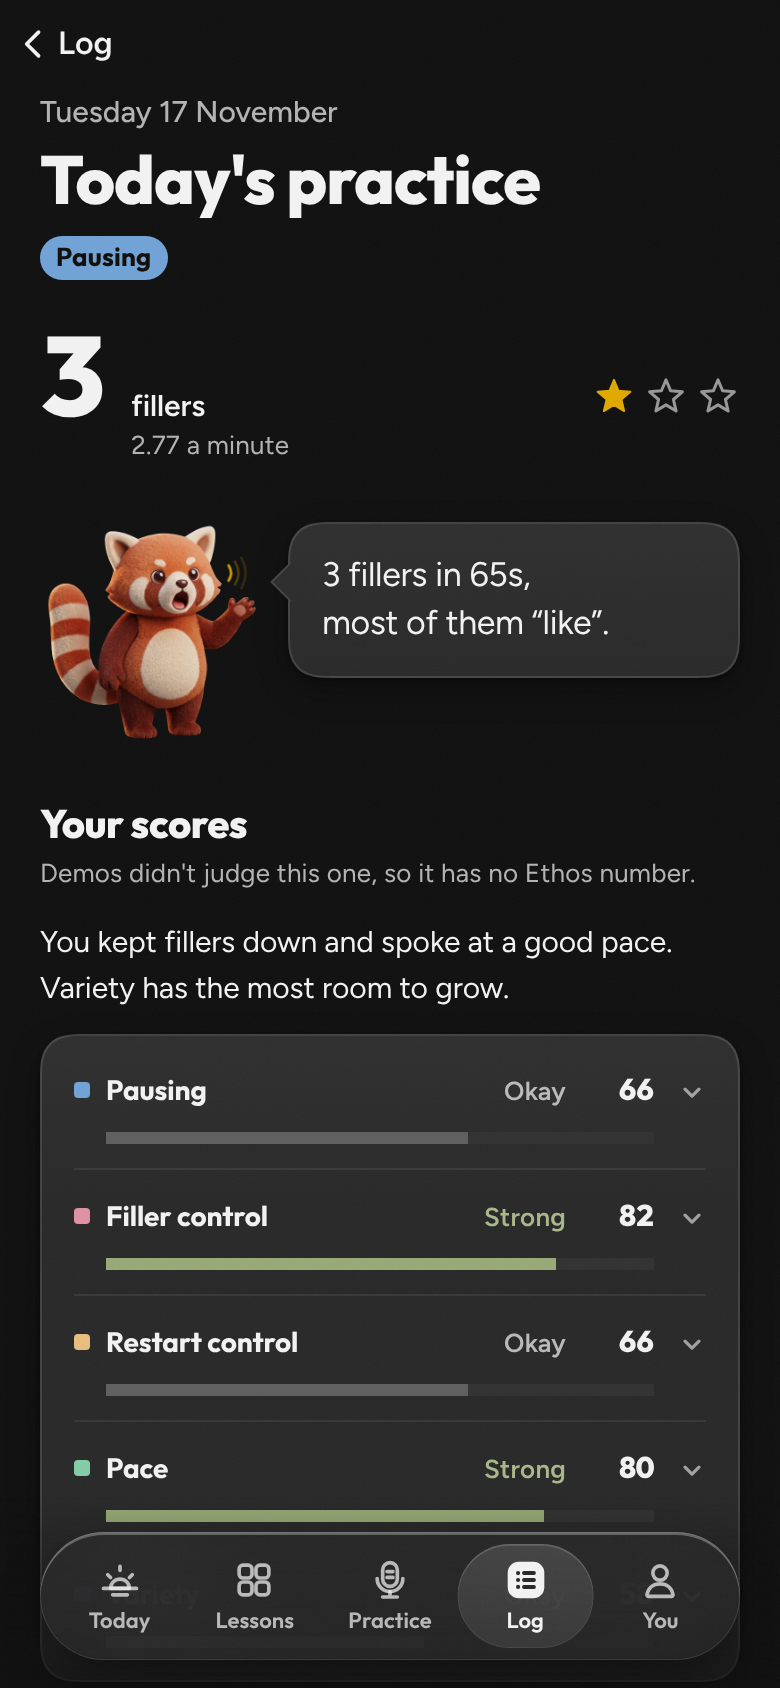 Log
Tuesday 17 November
Today's practice
Pausing
3
fillers
2.77 a minute
3 fillers in 65s,
most of them “like”.
Your scores
Demos didn't judge this one, so it has no Ethos number.
You kept fillers down and spoke at a good pace.
Variety has the most room to grow.
Pausing Okay 66
Filler control Strong 82
Restart control Okay 66
Pace Strong 80
Variety
Today Lessons Practice Log You